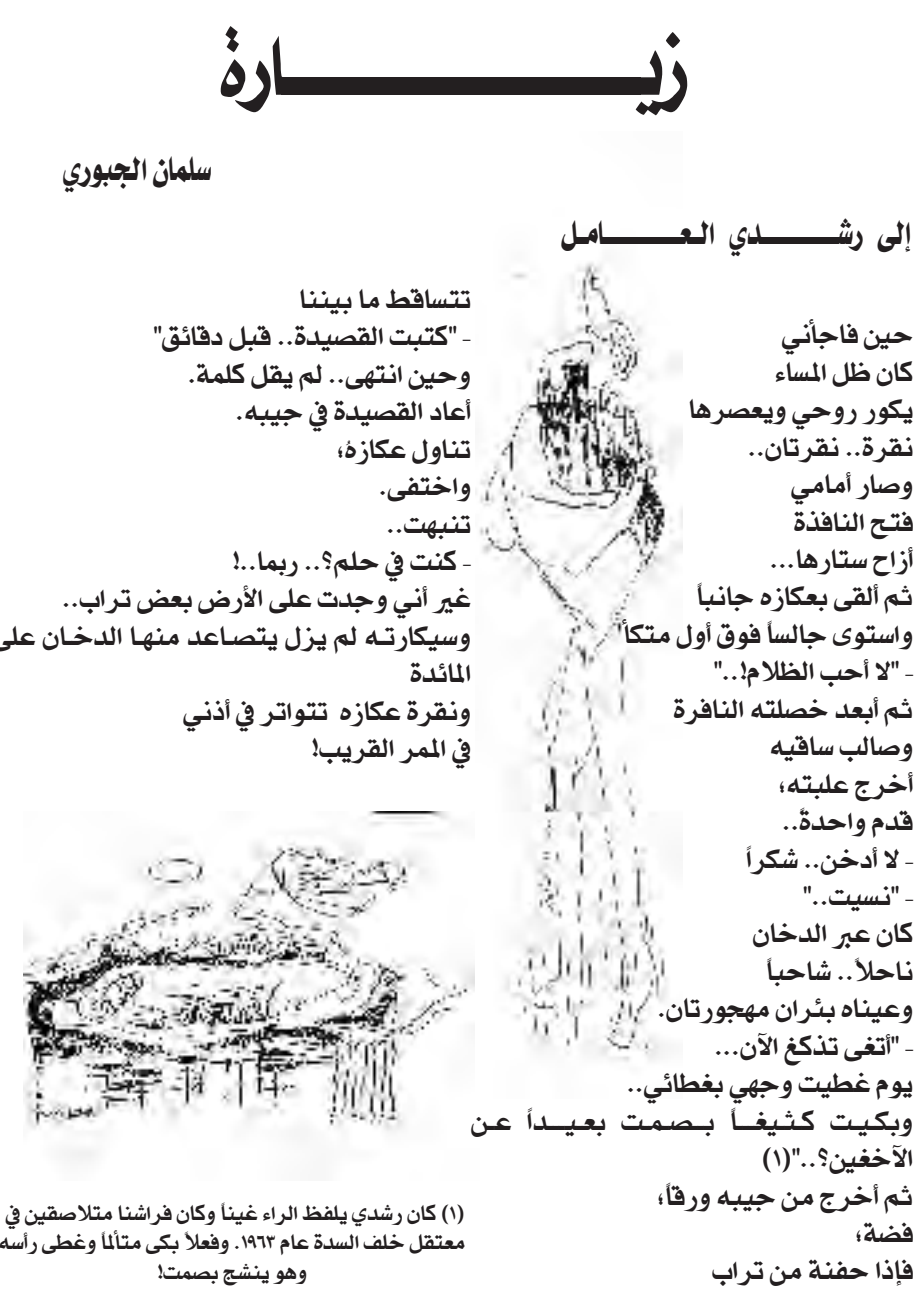 زيارة
سلمان الجبوري
إلى رشدي العامل
حين فاجأني
كان ظل المساء
يكور روحي ويعصرها
نقرة.. نقرتان..
وصار أمامي
فتح النافذة
أزاح ستارها...
ثم ألقى بعكازه جانباً
واستوى جالساً فوق أول متكأ
- "لا أحب الظلام!.."
ثم أبعد خصلته النافرة
وصالب ساقيه
أخرج علبته،
قدم واحدةً..
- لا أدخن.. شكراً
- "نسيت.."
كان عبر الدخان
ناحلاً.. شاحباً
وعيناه بئران مهجورتان.
- "أتغى تذكغ الآن...
يوم غطيت وجهي بغطائي..
وبكيت كثيغاً بصمت بعيداً عن
الآخغين؟.."(١)
ثم أخرج من جيبه ورقاً،
فضة،
فإذا حفنة من تراب
تتساقط ما بيننا
- "كتبت القصيدة.. قبل دقائق"
وحين انتهى.. لم يقل كلمة.
أعاد القصيدة في جيبه.
تناول عكازهُ،
واختفى.
تنبهت..
- كنت في حلم؟.. ربما..!
غير أني وجدت على الأرض بعض تراب..
وسيكارته لم يزل يتصاعد منها الدخان على
المائدة
ونقرة عكازه تتواتر في أذني
في الممر القريب!
(١) كان رشدي يلفظ الراء غيناً وكان فراشنا متلاصقين في
معتقل خلف السدة عام ١٩٦٣. وفعلاً بكى متألماً وغطى رأسه
وهو ينشج بصمت!